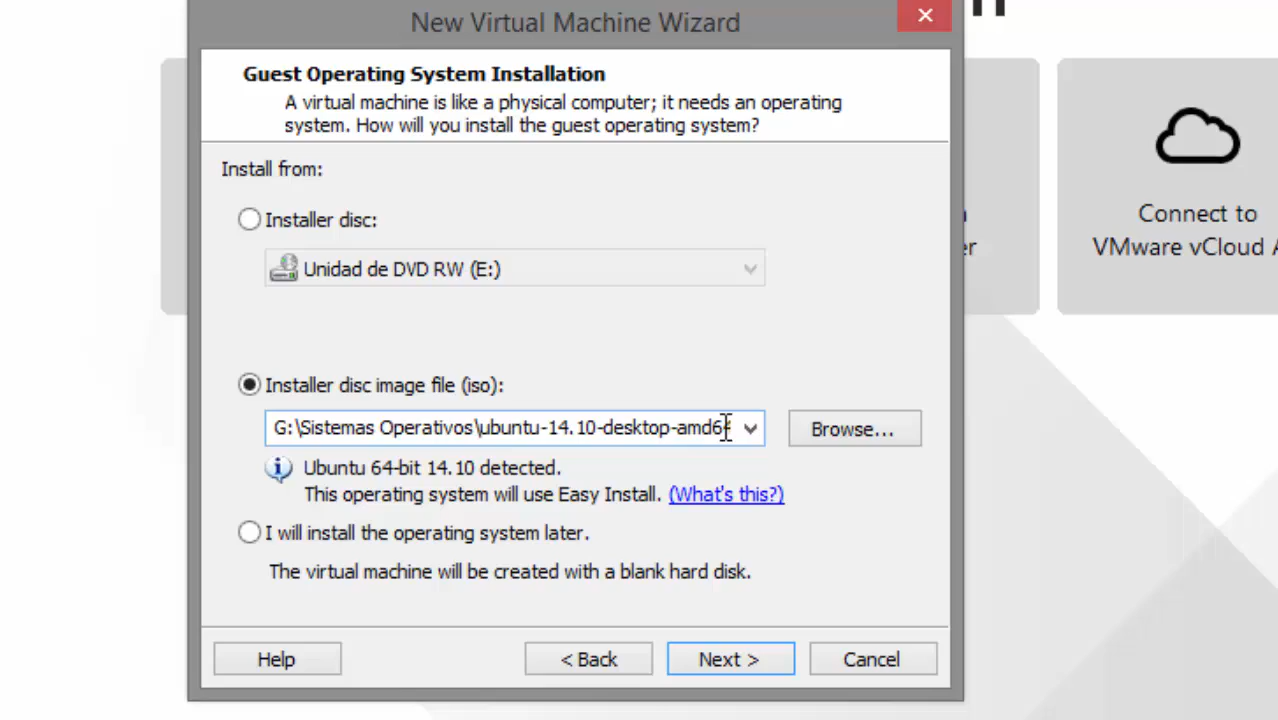 New Virtual Machine Wizard
Guest Operating System Installation
A virtual machine is like a physical computer; it needs an operating
system. How will you install the guest operating system?
Install from:
Installer disc:
Unidad de DVD RW (E:)
Installer disc image file (iso):
G:\Sistemas Operativos\ubuntu-14.10-desktop-amd64
Browse...
Ubuntu 64-bit 14.10 detected.
This operating system will use Easy Install. (What's this?)
I will install the operating system later.
The virtual machine will be created with a blank hard disk.
Help
< Back
Next >
Cancel
Connect to
VMware vCloud A